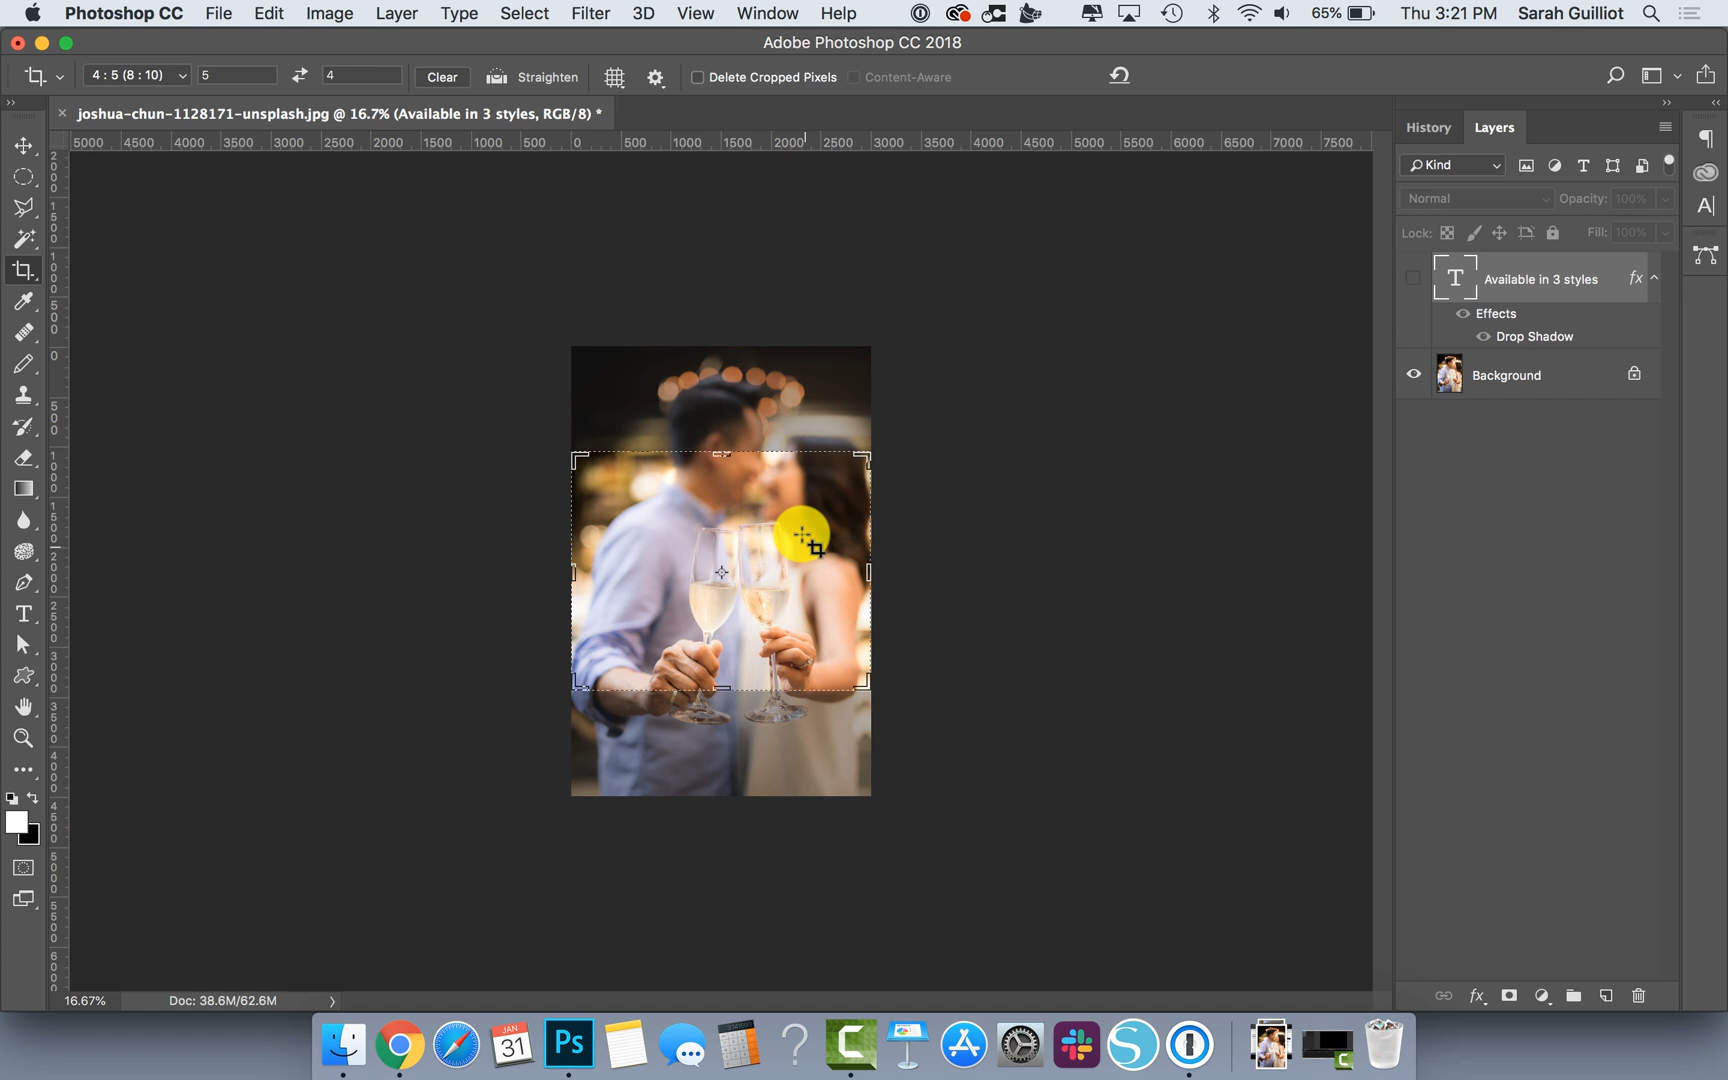 Photoshop CC File Edit Image Layer Type Select Filter 3D View Window Help 65% Thu 3:21 PM Sarah Guilliot
Adobe Photoshop CC 2018
4 : 5 (8 : 10) 5 4 Clear Straighten Delete Cropped Pixels Content-Aware
joshua-chun-1128171-unsplash.jpg @ 16.7% (Available in 3 styles, RGB/8) *
5000 4500 4000 3500 3000 2500 2000 1500 1000 500 0 500 1000 1500 2000 2500 3000 3500 4000 4500 5000 5500 6000 6500 7000 7500
History Layers
Kind
Normal Opacity: 100%
Lock: Fill: 100%
T Available in 3 styles fx
Effects
Drop Shadow
Background
16.67% Doc: 38.6M/62.6M
JAN
31
Ps